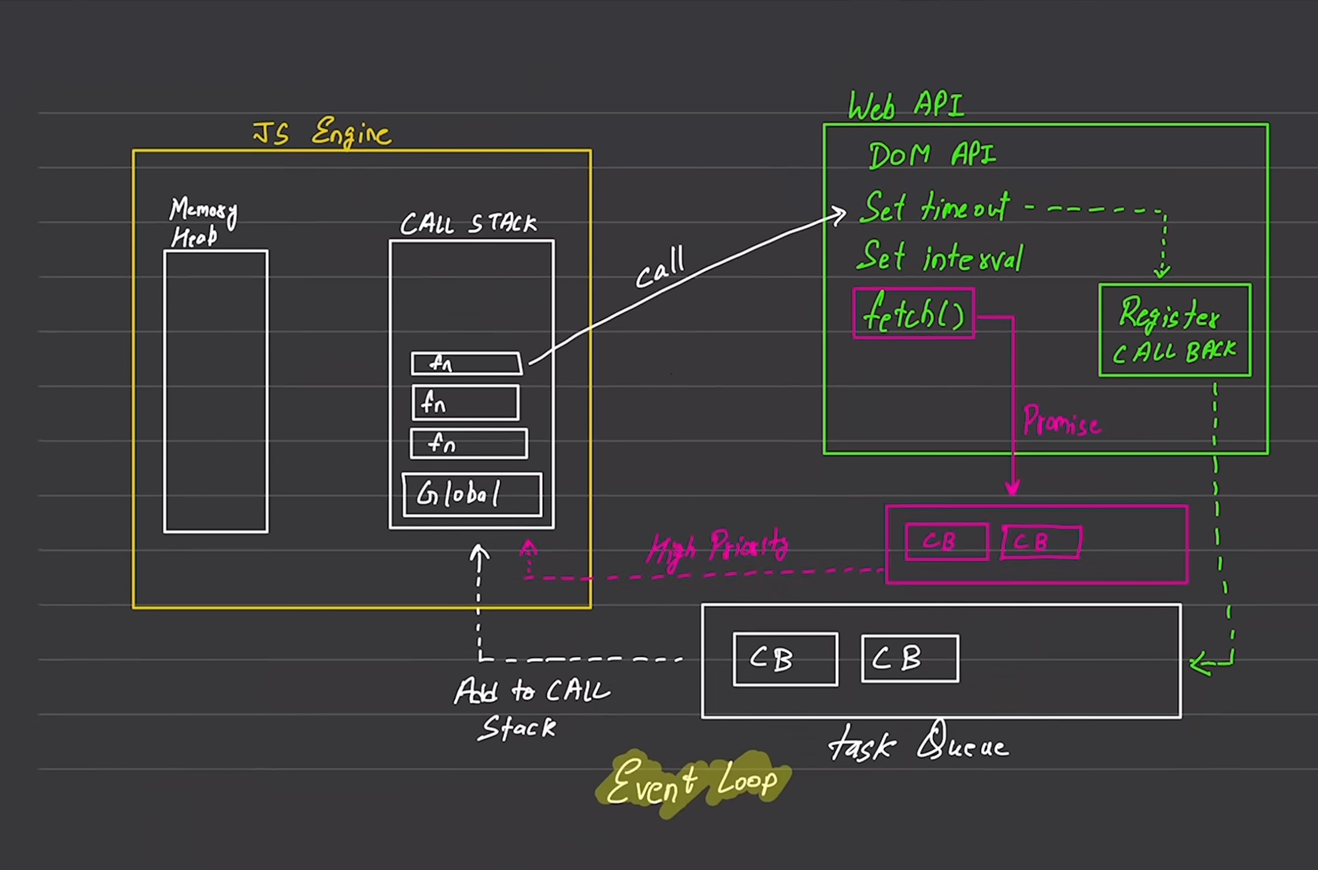 JS Engine
Memory
Heap
CALL STACK
fn
fn
fn
Global
call
Web API
DOM API
Set timeout
Set interval
fetch()
Register
CALL BACK
Promise
High Priority
CB CB
CB CB
Add to CALL
Stack
task Queue
Event Loop